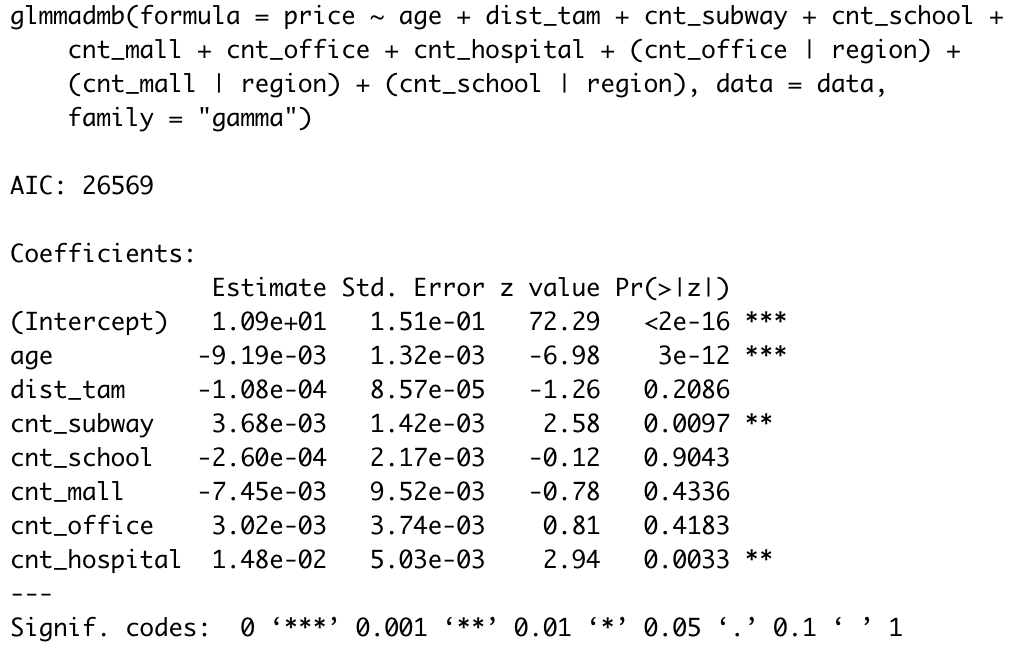 glmmadmb(formula = price ~ age + dist_tam + cnt_subway + cnt_school +
    cnt_mall + cnt_office + cnt_hospital + (cnt_office | region) +
    (cnt_mall | region) + (cnt_school | region), data = data,
    family = "gamma")

AIC: 26569

Coefficients:
              Estimate Std. Error z value Pr(>|z|)
(Intercept)   1.09e+01   1.51e-01   72.29   <2e-16 ***
age          -9.19e-03   1.32e-03   -6.98    3e-12 ***
dist_tam     -1.08e-04   8.57e-05   -1.26   0.2086
cnt_subway    3.68e-03   1.42e-03    2.58   0.0097 **
cnt_school   -2.60e-04   2.17e-03   -0.12   0.9043
cnt_mall     -7.45e-03   9.52e-03   -0.78   0.4336
cnt_office    3.02e-03   3.74e-03    0.81   0.4183
cnt_hospital  1.48e-02   5.03e-03    2.94   0.0033 **
---
Signif. codes:  0 ‘***’ 0.001 ‘**’ 0.01 ‘*’ 0.05 ‘.’ 0.1 ‘ ’ 1